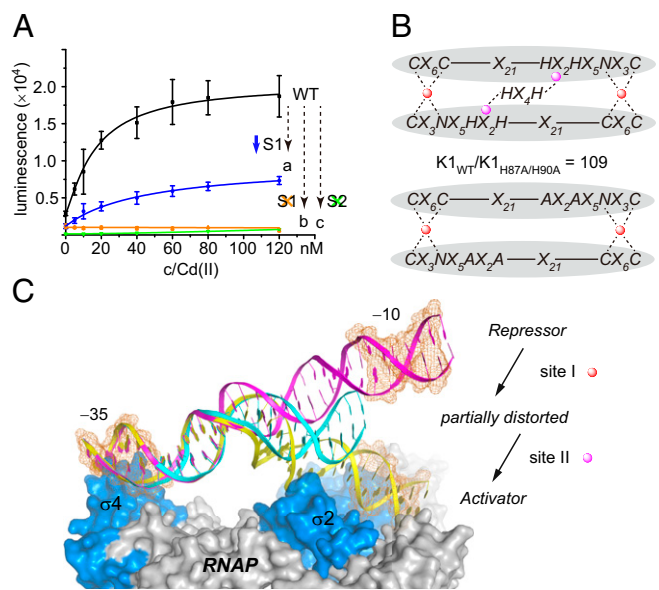 A
luminescence (×10⁴)
2.0
1.5
1.0
0.5
0 20 40 60 80 100 120 nM
c/Cd(II)
WT
S1
a
S1 S2
b c
B
CX₆C X₂₁ HX₂HX₅NX₃C
HX₄H
CX₃NX₅HX₂H X₂₁ CX₆C
K1WT/K1H87A/H90A = 109
CX₆C X₂₁ AX₂AX₅NX₃C
CX₃NX₅AX₂A X₂₁ CX₆C
C
−10
−35
σ4
σ2
RNAP
Repressor
site I
partially distorted
site II
Activator